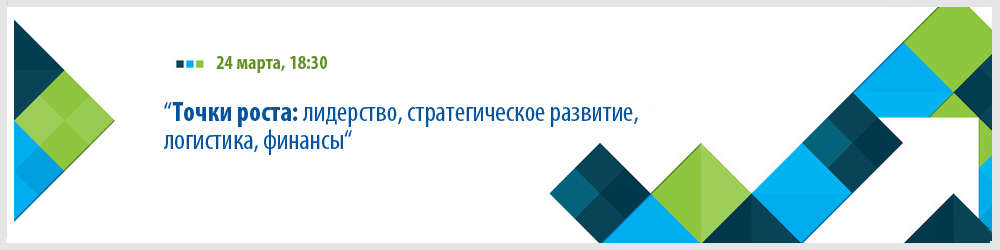 24 марта, 18:30
“Точки роста: лидерство, стратегическое развитие,
логистика, финансы“